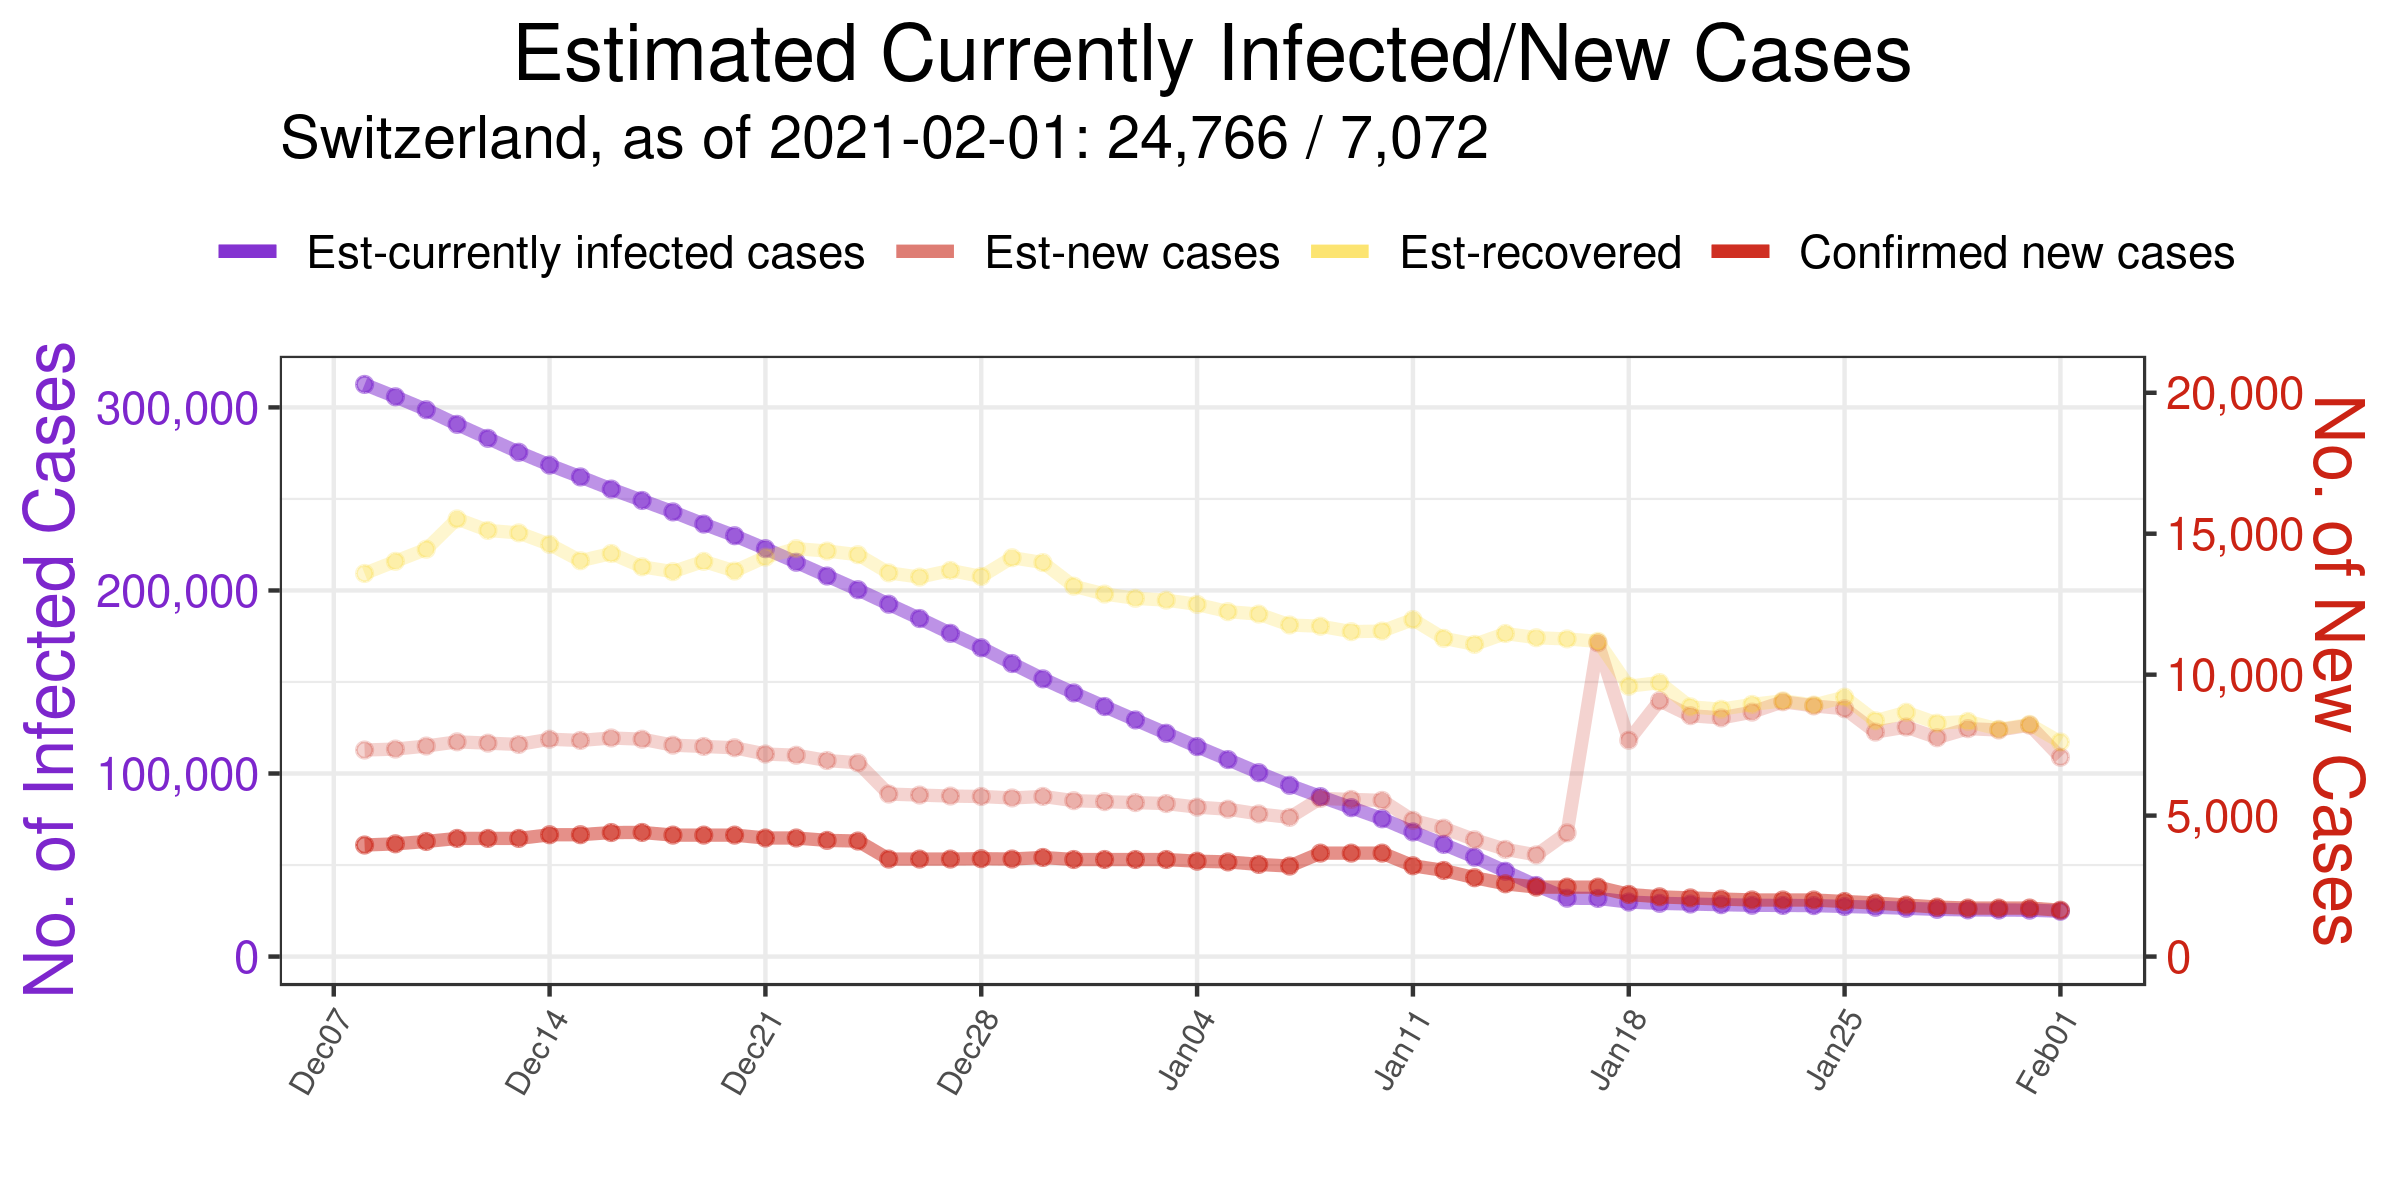 Estimated Currently Infected/New Cases
Switzerland, as of 2021-02-01: 24,766 / 7,072
Est-currently infected cases Est-new cases Est-recovered Confirmed new cases
No. of Infected Cases
300,000
200,000
100,000
0
20,000
15,000
10,000
5,000
0
No. of New Cases
Dec07 Dec14 Dec21 Dec28 Jan04 Jan11 Jan18 Jan25 Feb01